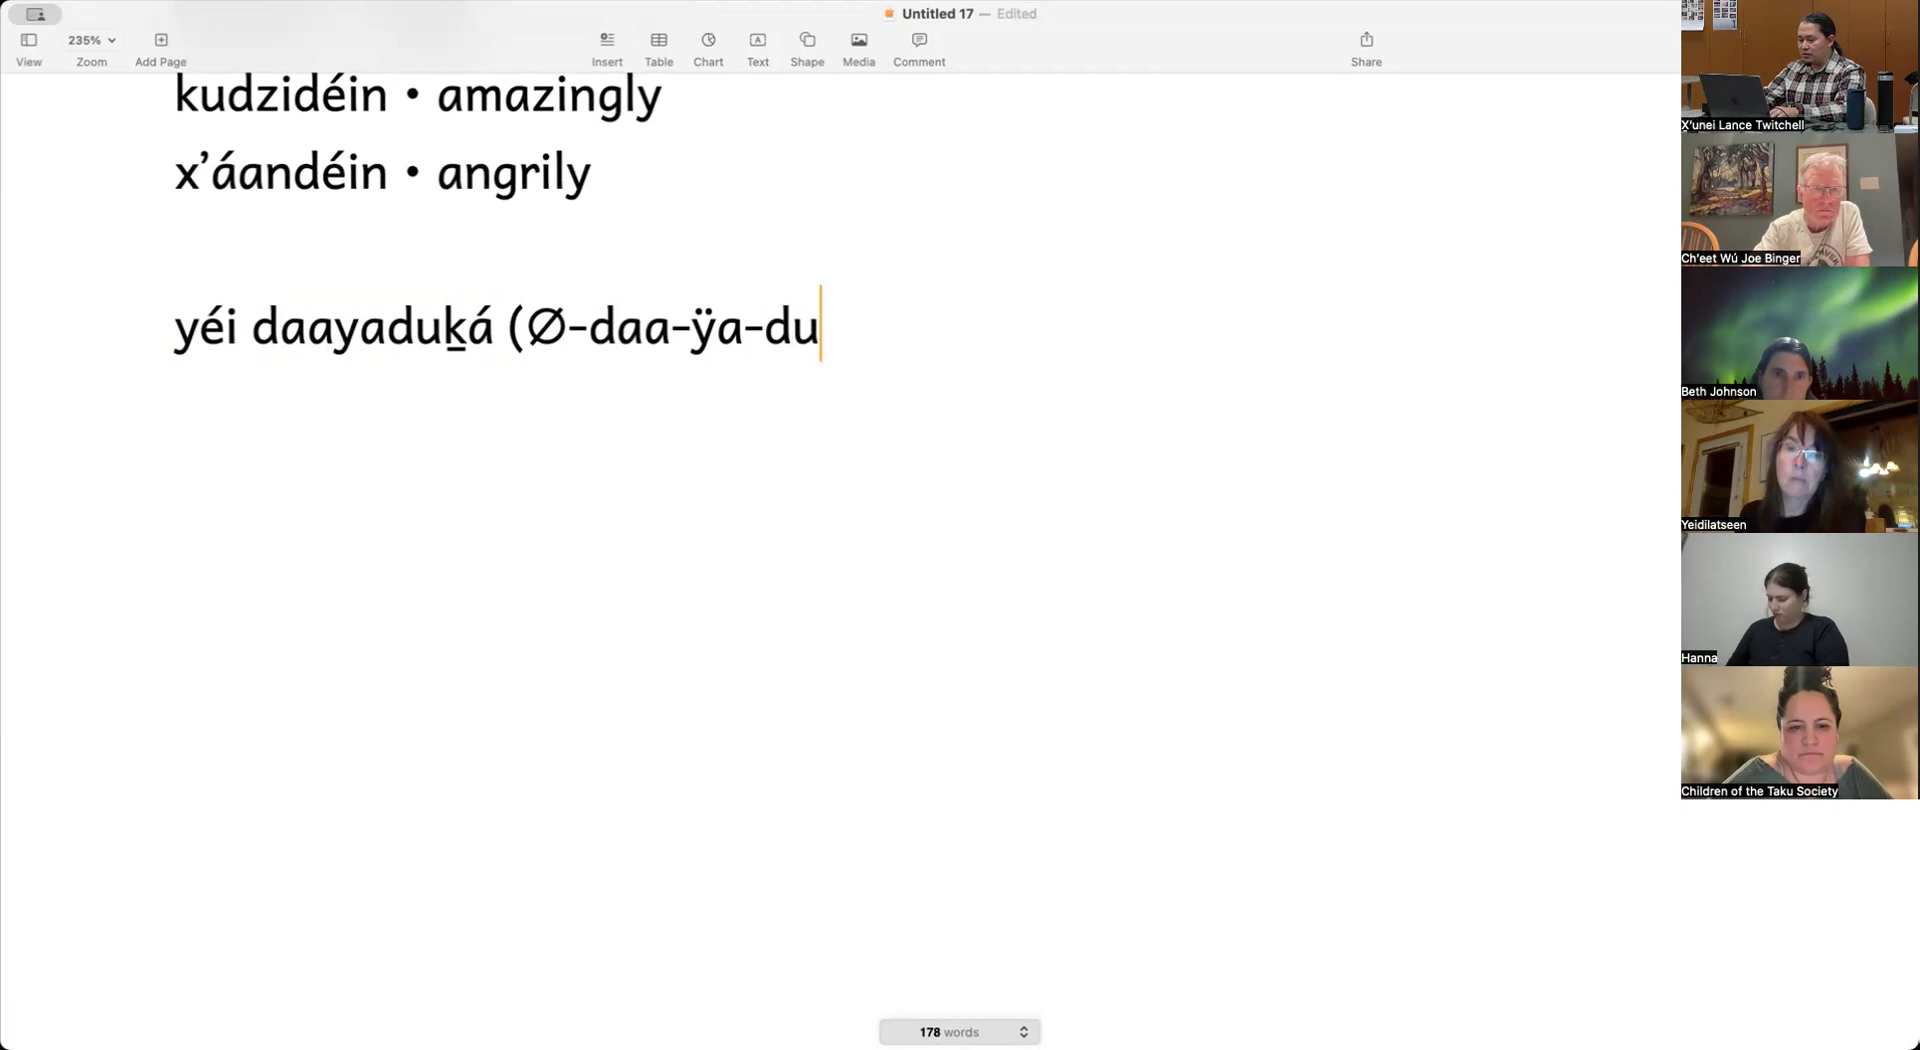 Untitled 17 — Edited
235%
View
Zoom
Add Page
Insert
Table
Chart
Text
Shape
Media
Comment
Share
kudzidéin • amazingly
x’áandéin • angrily
yéi daayaduḵá (Ø-daa-ÿa-du
178 words
X’unei Lance Twitchell
Ch’eet Wú Joe Binger
Beth Johnson
Yeidilatseen
Hanna
Children of the Taku Society